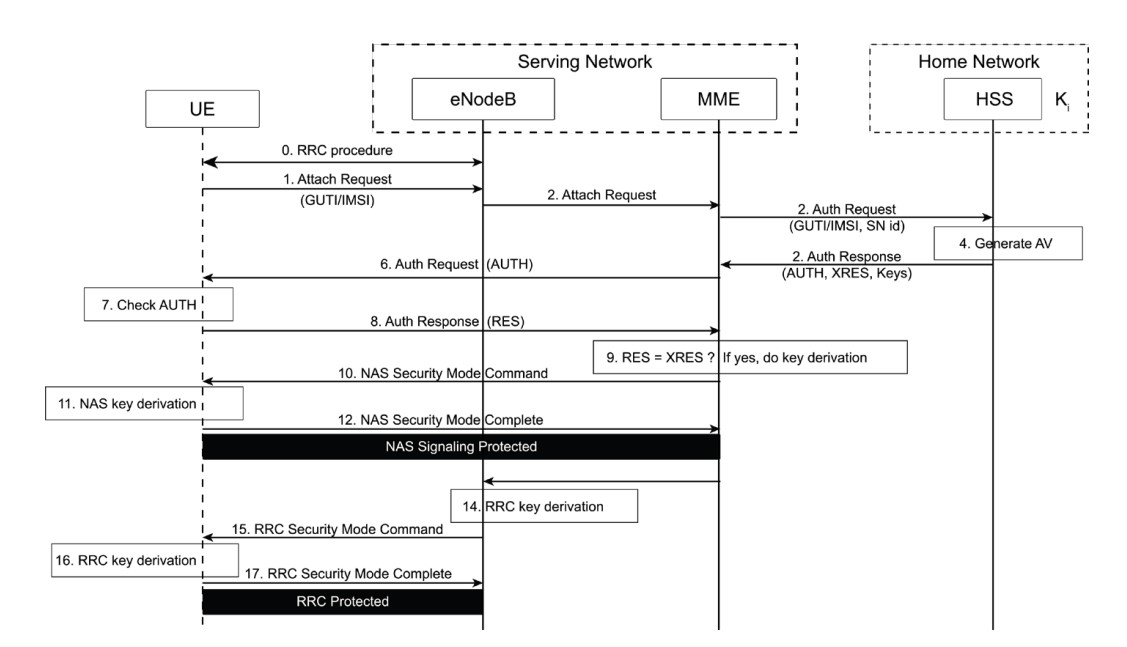 Serving Network
Home Network
UE
eNodeB
MME
HSS
Ki
0. RRC procedure
1. Attach Request
(GUTI/IMSI)
2. Attach Request
2. Auth Request
(GUTI/IMSI, SN id)
4. Generate AV
2. Auth Response
(AUTH, XRES, Keys)
6. Auth Request (AUTH)
7. Check AUTH
8. Auth Response (RES)
9. RES = XRES ? If yes, do key derivation
10. NAS Security Mode Command
11. NAS key derivation
12. NAS Security Mode Complete
NAS Signaling Protected
14. RRC key derivation
15. RRC Security Mode Command
16. RRC key derivation
17. RRC Security Mode Complete
RRC Protected